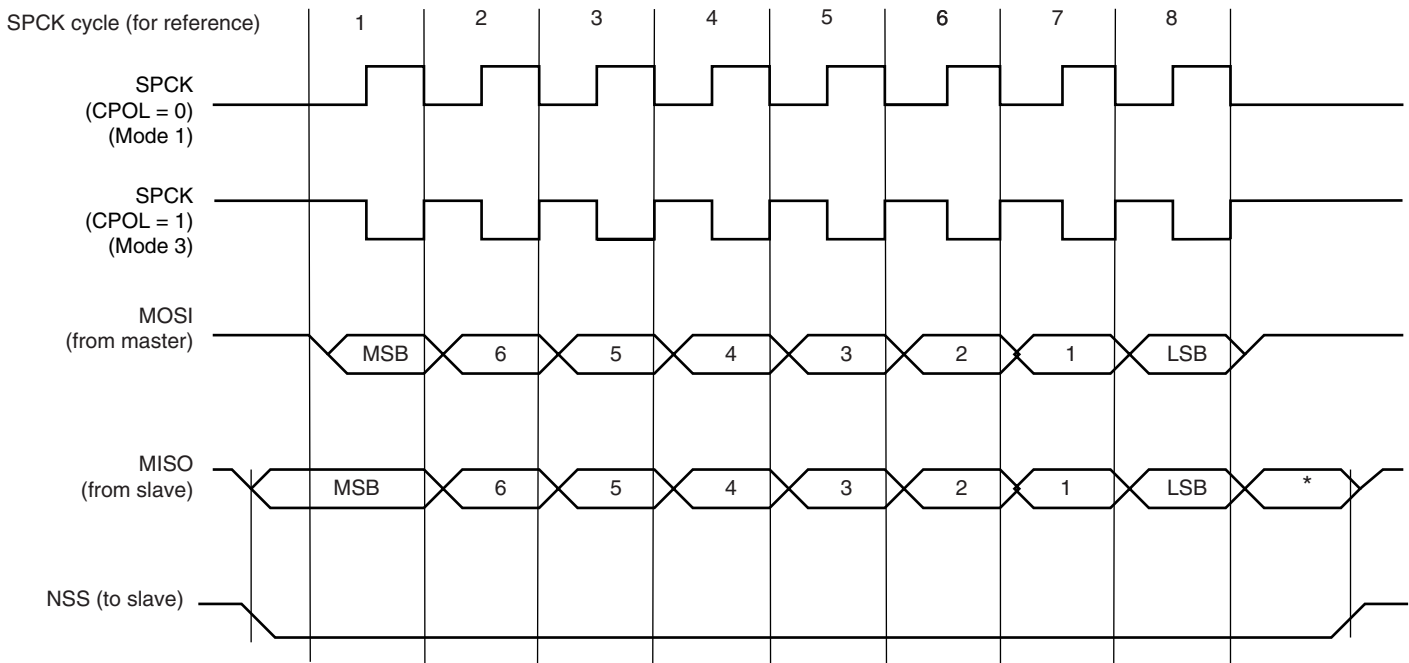 SPCK cycle (for reference)
1 2 3 4 5 6 7 8
SPCK
(CPOL = 0)
(Mode 1)
SPCK
(CPOL = 1)
(Mode 3)
MOSI
(from master)
MSB 6 5 4 3 2 1 LSB
MISO
(from slave)
MSB 6 5 4 3 2 1 LSB *
NSS (to slave)